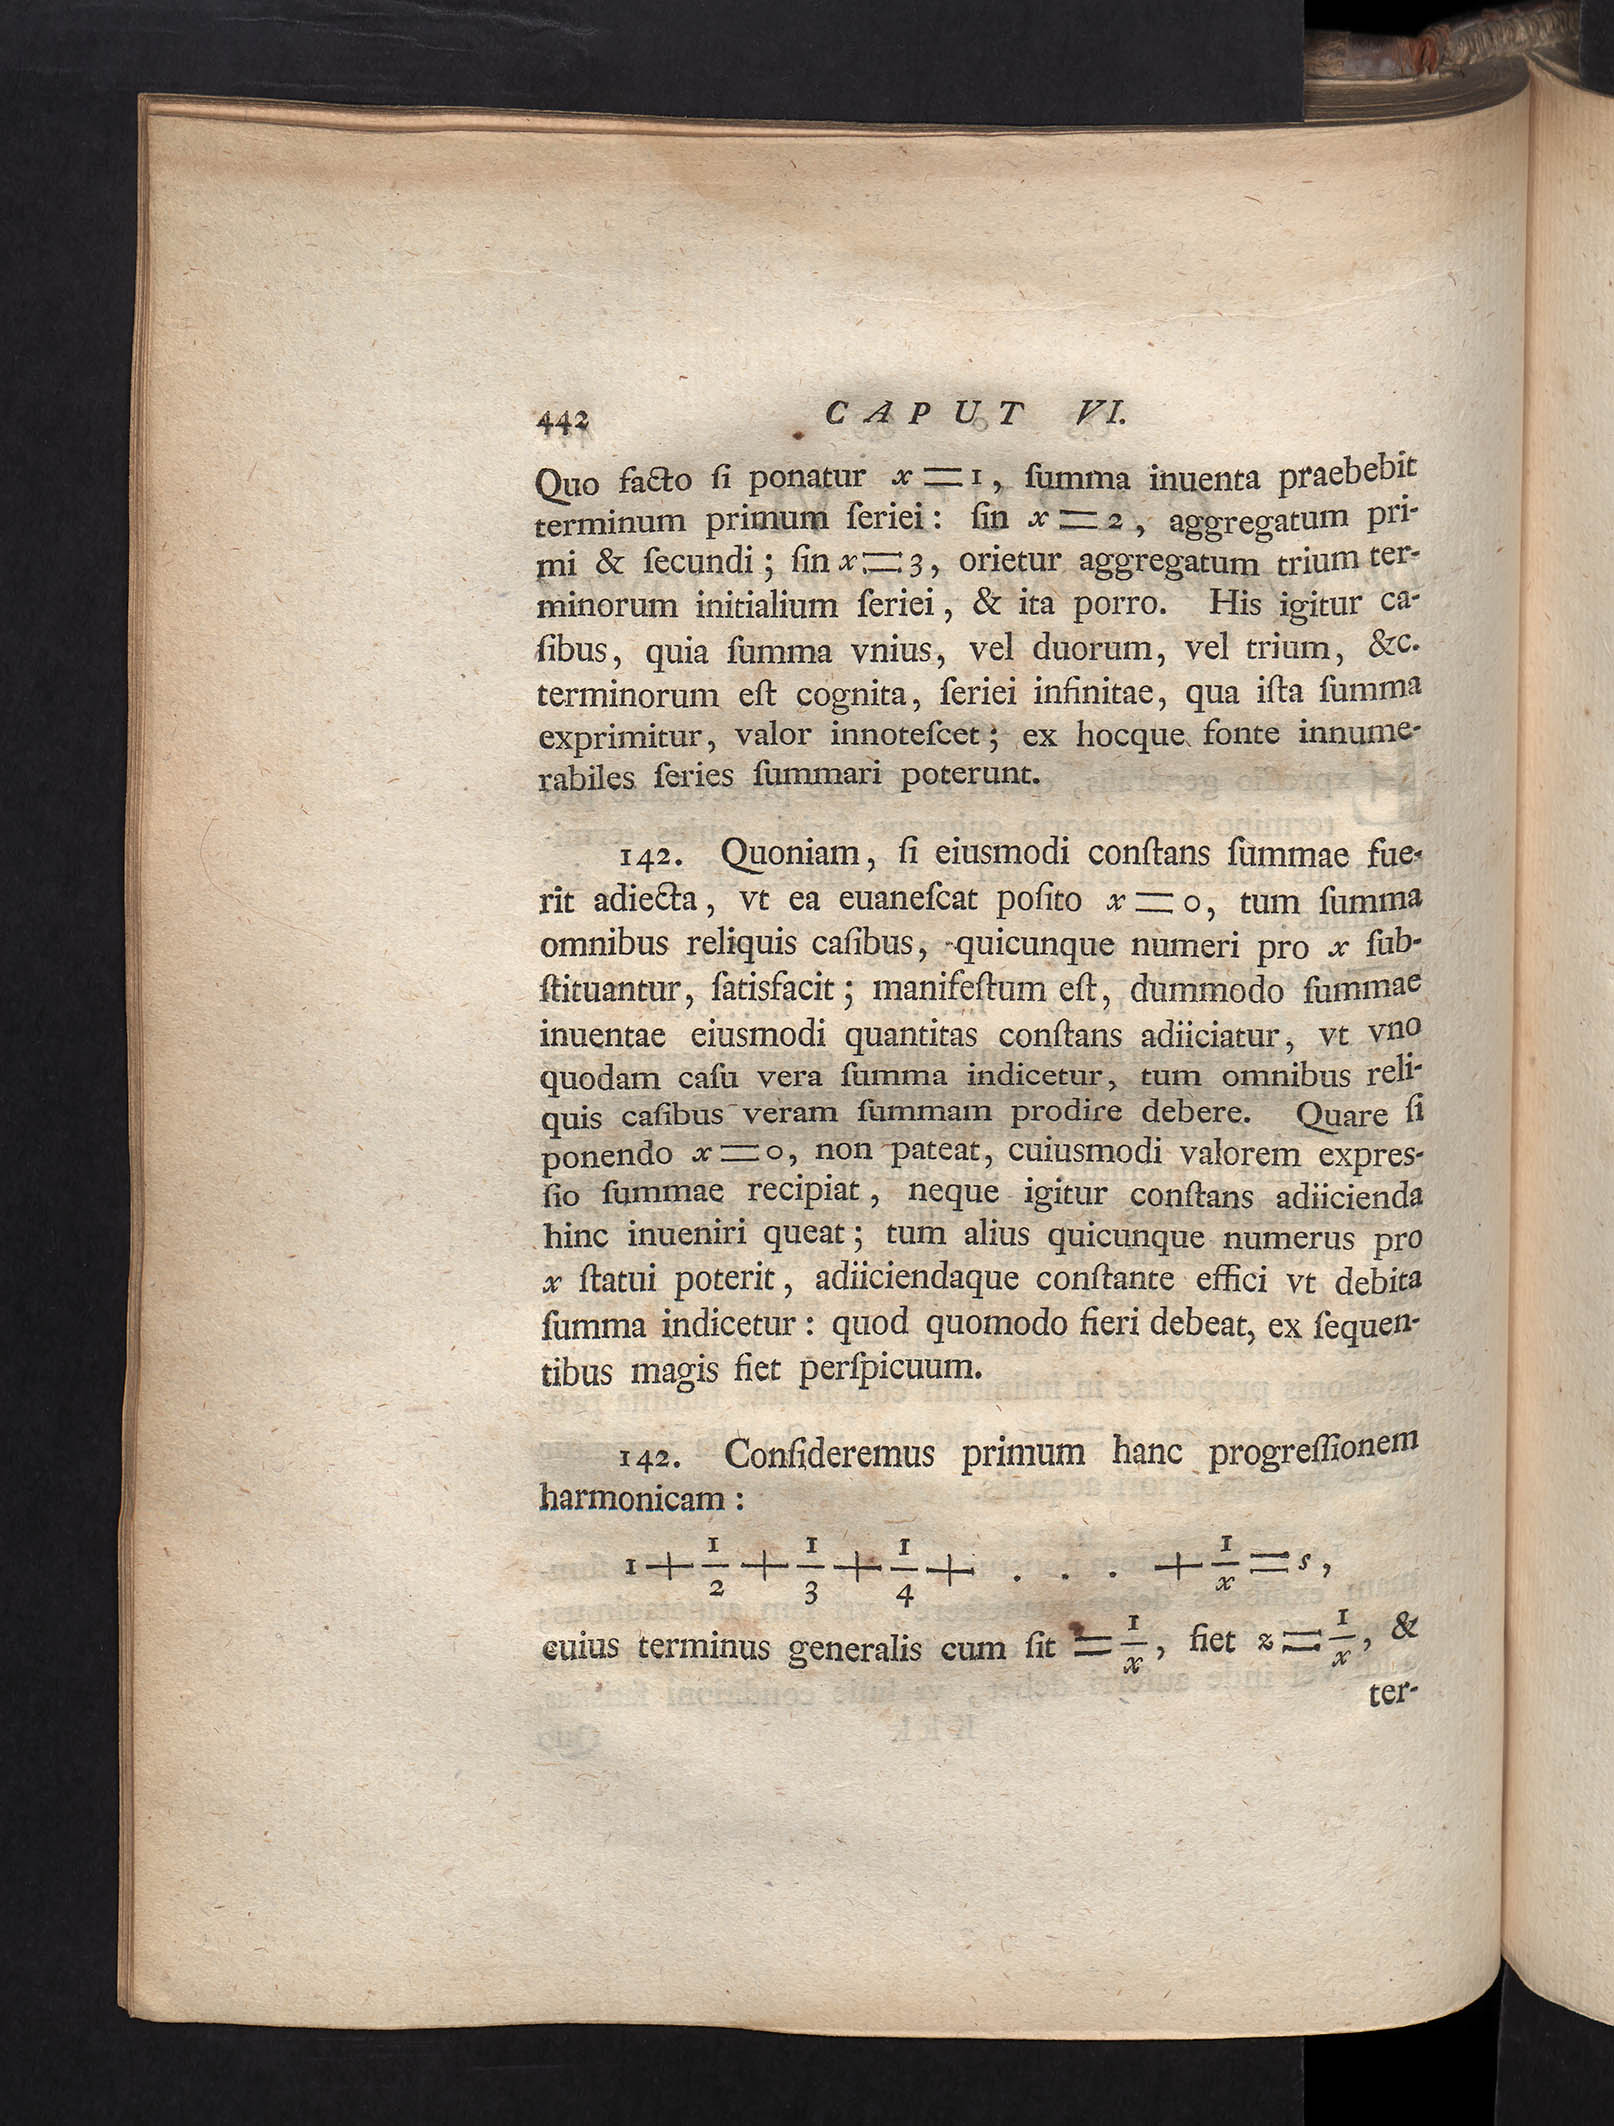 442 CAPUT VI.
Quo facto ſi ponatur x=1, ſumma inuenta praebebit
terminum primum ſeriei: ſin x=2, aggregatum pri-
mi & ſecundi; ſin x=3, orietur aggregatum trium ter-
minorum initialium ſeriei, & ita porro. His igitur ca-
ſibus, quia ſumma vnius, vel duorum, vel trium, &c.
terminorum eſt cognita, ſeriei infinitae, qua iſta ſumma
exprimitur, valor innoteſcet; ex hocque fonte innume-
rabiles ſeries ſummari poterunt.
142. Quoniam, ſi eiusmodi conſtans ſummae fue-
rit adiecta, vt ea euaneſcat poſito x=0, tum ſumma
omnibus reliquis caſibus, quicunque numeri pro x ſub-
ſtituantur, ſatisfacit; manifeſtum eſt, dummodo ſummae
inuentae eiusmodi quantitas conſtans adiiciatur, vt vno
quodam caſu vera ſumma indicetur, tum omnibus reli-
quis caſibus veram ſummam prodire debere. Quare ſi
ponendo x=0, non pateat, cuiusmodi valorem expres-
ſio ſummae recipiat, neque igitur conſtans adiicienda
hinc inueniri queat; tum alius quicunque numerus pro
x ſtatui poterit, adiiciendaque conſtante effici vt debita
ſumma indicetur: quod quomodo fieri debeat, ex ſequen-
tibus magis fiet perſpicuum.
142. Conſideremus primum hanc progreſſionem
harmonicam:
1+1/2+1/3+1/4+ . . . +1/x=s,
cuius terminus generalis cum ſit =1/x, fiet z=1/x, &
ter-